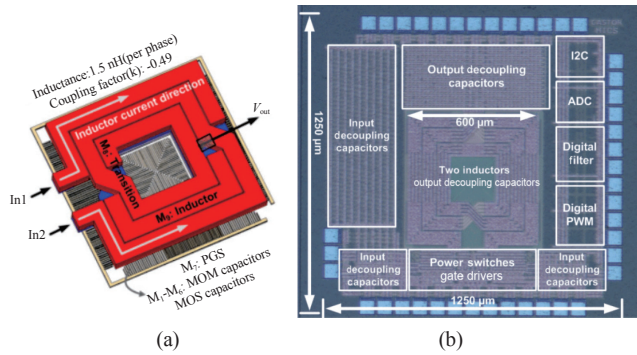 Inductance:1.5 nH(per phase)
Coupling factor(k): -0.49
Inductor current direction
V_out
M₈: Transition
M₉: Inductor
In1
In2
M₇: PGS
M₁-M₆: MOM capacitors
MOS capacitors
(a)
I2C
Output decoupling
capacitors
ADC
1250 µm
Input
decoupling
capacitors
600 µm
Digital
filter
Two inductors
output decoupling capacitors
Digital
PWM
Input
decoupling
capacitors
Power switches
gate drivers
Input
decoupling
capacitors
1250 µm
(b)